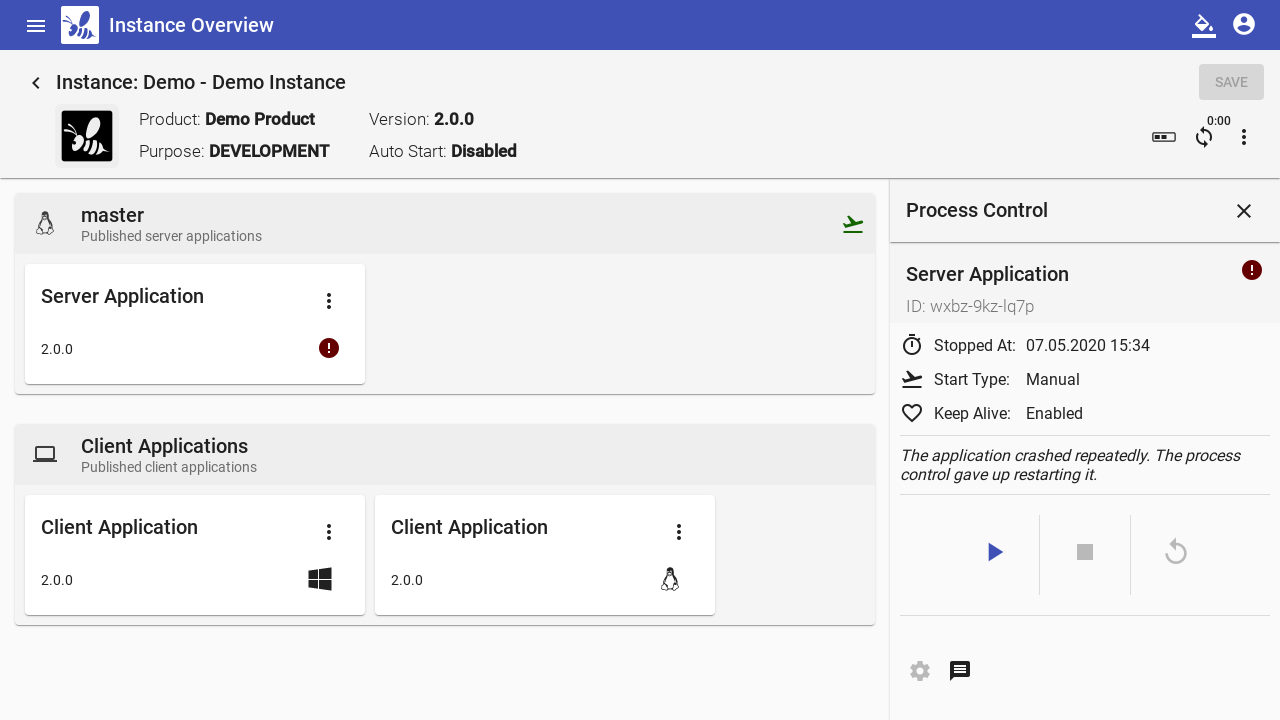 Instance Overview
Instance: Demo - Demo Instance
SAVE
Product: Demo Product
Version: 2.0.0
Purpose: DEVELOPMENT
Auto Start: Disabled
0:00
master
Published server applications
Server Application
2.0.0
Client Applications
Published client applications
Client Application
2.0.0
Client Application
2.0.0
Process Control
Server Application
ID: wxbz-9kz-lq7p
Stopped At: 07.05.2020 15:34
Start Type: Manual
Keep Alive: Enabled
The application crashed repeatedly. The process
control gave up restarting it.